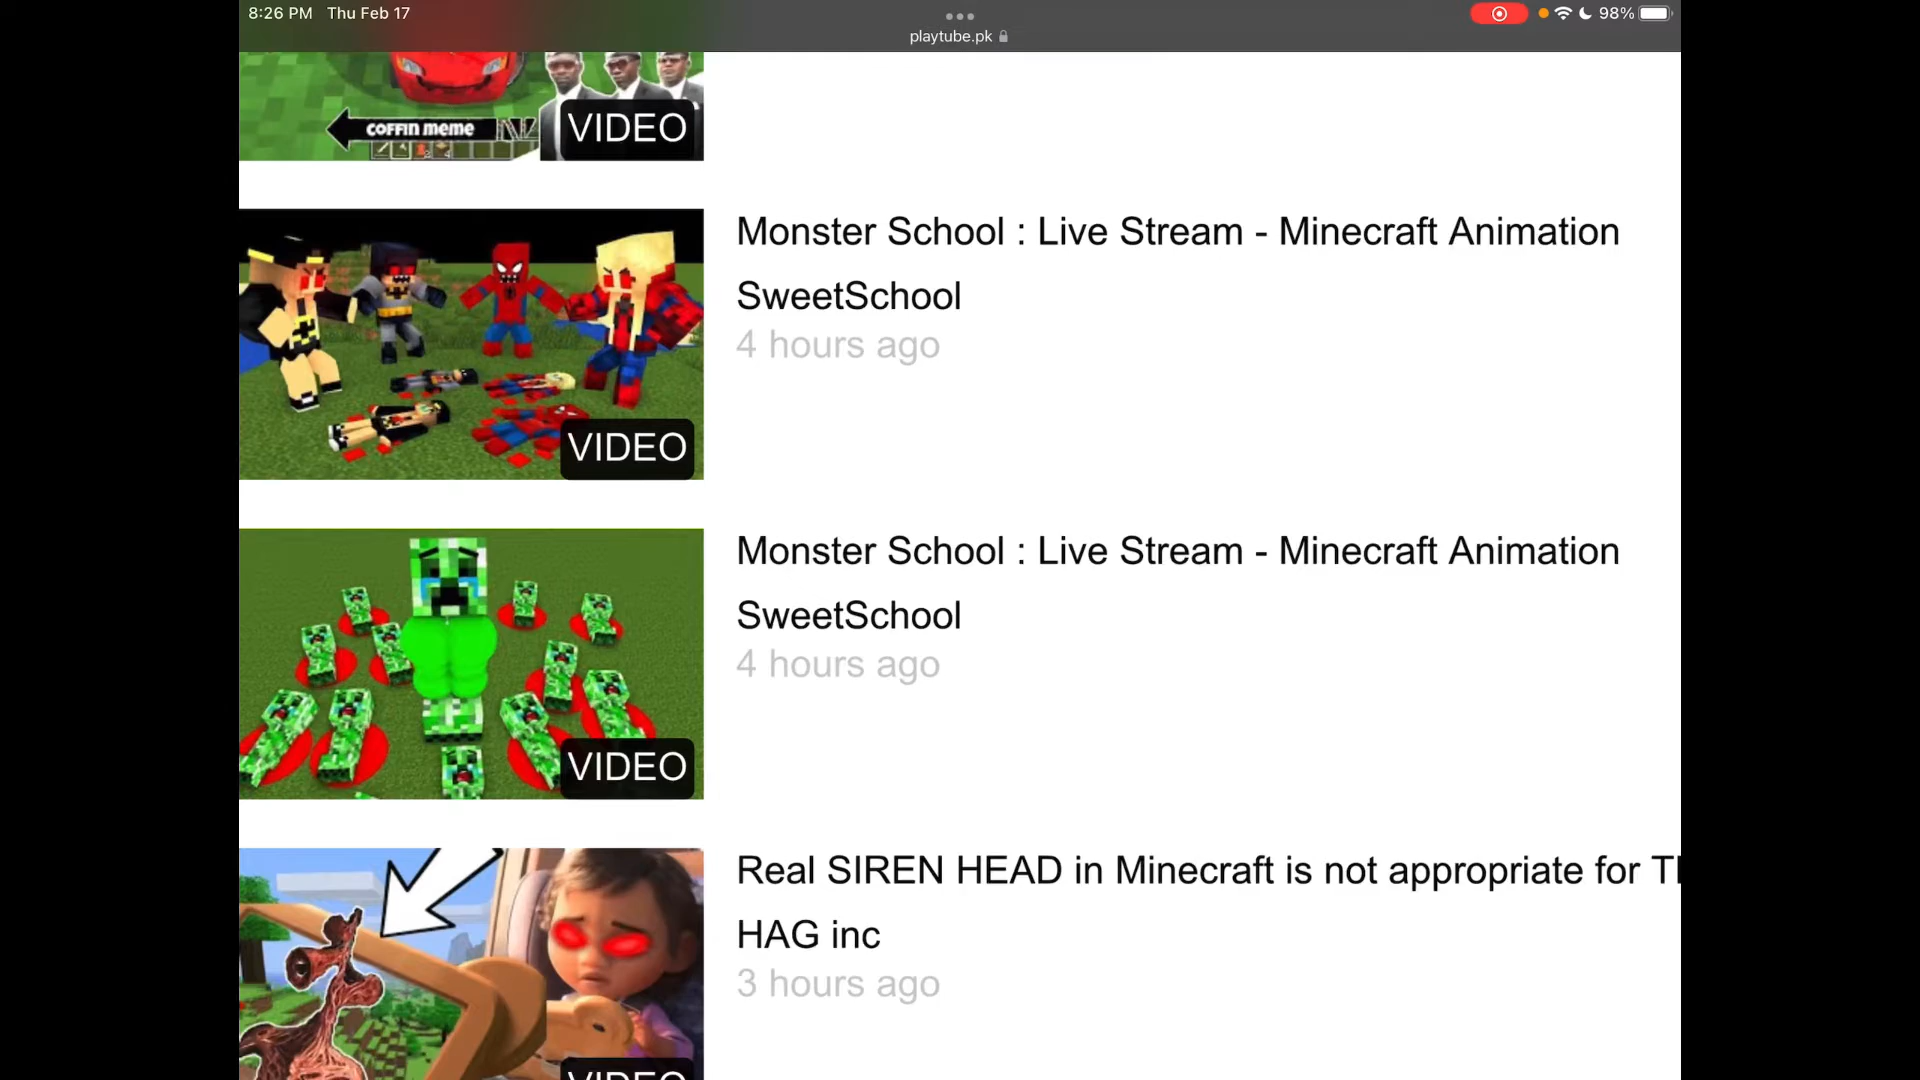 8:26 PM Thu Feb 17
98%
playtube.pk
COFFIN MEME
VIDEO
Monster School : Live Stream - Minecraft Animation
SweetSchool
4 hours ago
VIDEO
Monster School : Live Stream - Minecraft Animation
SweetSchool
4 hours ago
VIDEO
Real SIREN HEAD in Minecraft is not appropriate for
HAG inc
3 hours ago
VIDEO